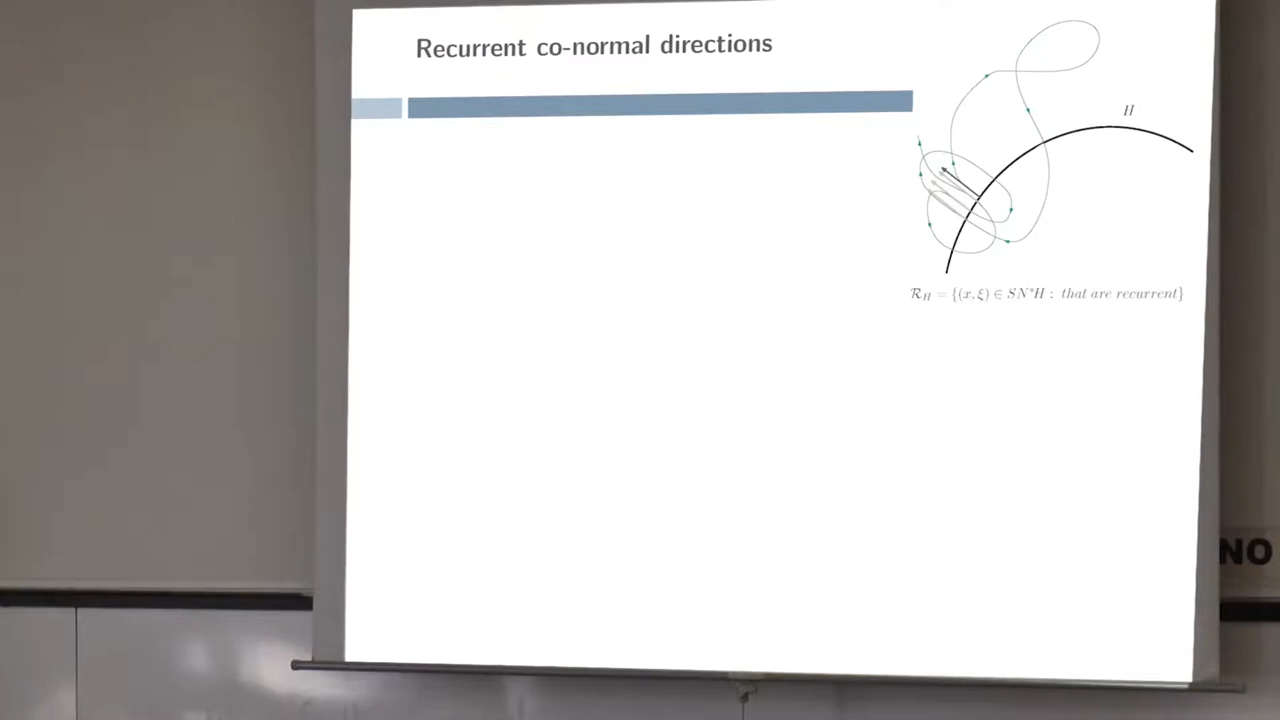 Recurrent co-normal directions
H
$\mathcal{R}_H = \{(x, \xi) \in SN^*H : \text{ that are recurrent}\}$
NO